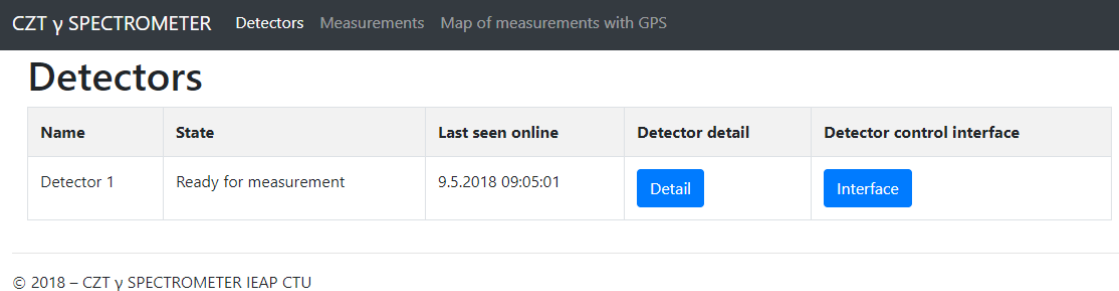 CZT γ SPECTROMETER Detectors Measurements Map of measurements with GPS
Detectors
Name State Last seen online Detector detail Detector control interface
Detector 1 Ready for measurement 9.5.2018 09:05:01 Detail Interface
© 2018 – CZT γ SPECTROMETER IEAP CTU